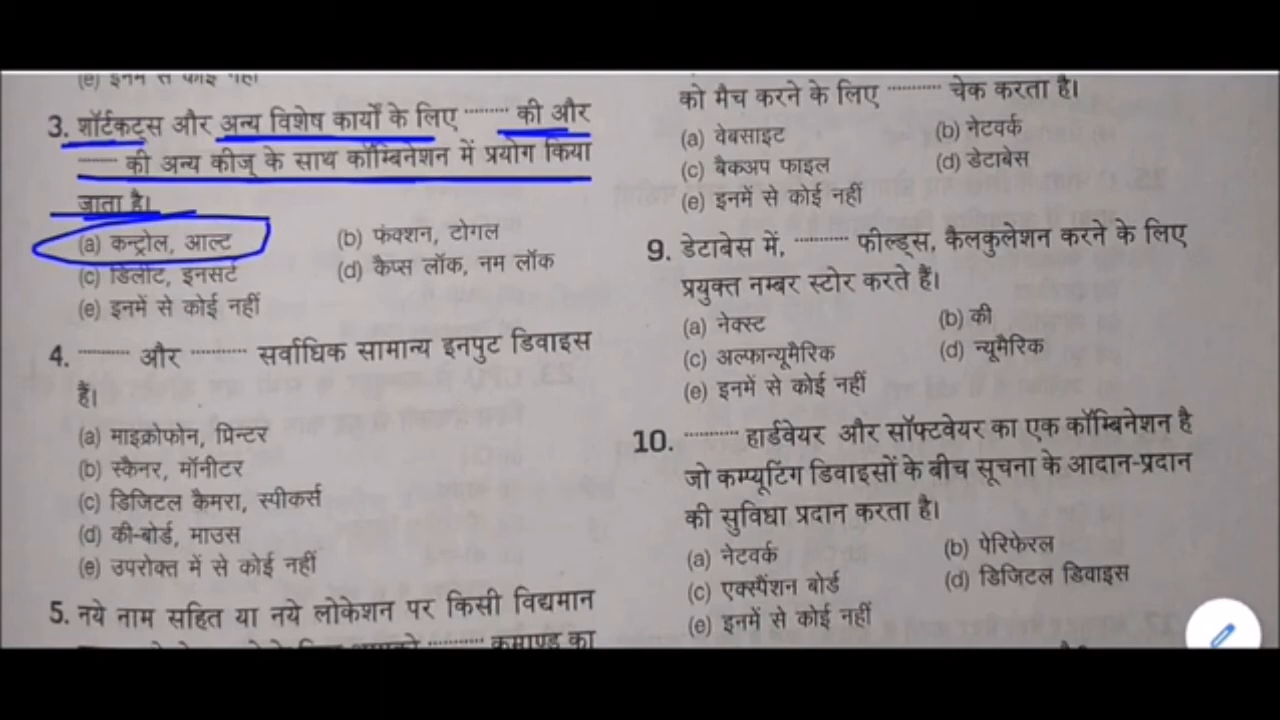 (e) इनमें से कोई नहीं
3. शॉर्टकट्स और अन्य विशेष कार्यों के लिए ......... की और
......... की अन्य कीज् के साथ कॉम्बिनेशन में प्रयोग किया
जाता है।
(a) कन्ट्रोल, आल्ट
(b) फंक्शन, टोगल
(c) डिलीट, इनसर्ट
(d) कैप्स लॉक, नम लॉक
(e) इनमें से कोई नहीं
4. ........... और ............ सर्वाधिक सामान्य इनपुट डिवाइस
हैं।
(a) माइक्रोफोन, प्रिन्टर
(b) स्कैनर, मॉनीटर
(c) डिजिटल कैमरा, स्पीकर्स
(d) की-बोर्ड, माउस
(e) उपरोक्त में से कोई नहीं
5. नये नाम सहित या नये लोकेशन पर किसी विद्यमान
............ कमाण्ड का
को मैच करने के लिए ............ चेक करता है।
(a) वेबसाइट
(b) नेटवर्क
(c) बैकअप फाइल
(d) डेटाबेस
(e) इनमें से कोई नहीं
9. डेटाबेस में, ............ फील्ड्स, कैलकुलेशन करने के लिए
प्रयुक्त नम्बर स्टोर करते हैं।
(a) नेक्स्ट
(b) की
(c) अल्फान्यूमैरिक
(d) न्यूमैरिक
(e) इनमें से कोई नहीं
10. ............ हार्डवेयर और सॉफ्टवेयर का एक कॉम्बिनेशन है
जो कम्प्यूटिंग डिवाइसों के बीच सूचना के आदान-प्रदान
की सुविधा प्रदान करता है।
(a) नेटवर्क
(b) पेरिफेरल
(c) एक्स्पैंशन बोर्ड
(d) डिजिटल डिवाइस
(e) इनमें से कोई नहीं